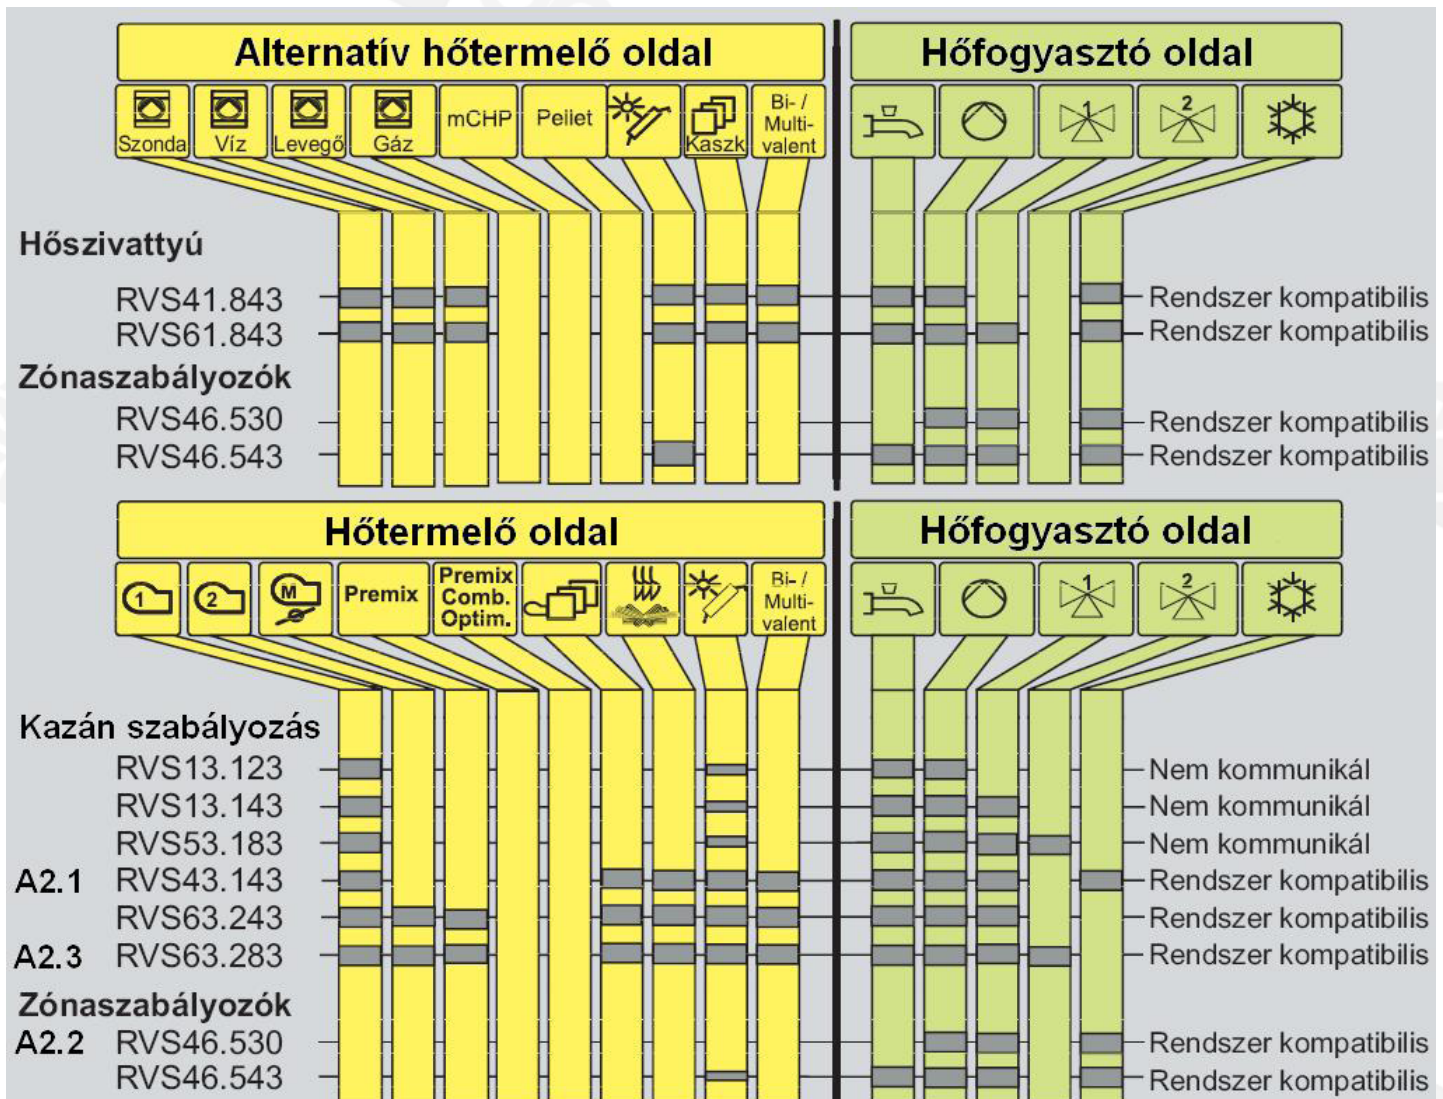 Alternatív hőtermelő oldal
Hőfogyasztó oldal
Szonda
Víz
Levegő
Gáz
mCHP
Pellet
Kaszk
Bi- /
Multi-
valent
1
2
Hőszivattyú
RVS41.843
Rendszer kompatibilis
RVS61.843
Rendszer kompatibilis
Zónaszabályozók
RVS46.530
Rendszer kompatibilis
RVS46.543
Rendszer kompatibilis
Hőtermelő oldal
Hőfogyasztó oldal
1
2
M
Premix
Premix
Comb.
Optim.
Bi- /
Multi-
valent
1
2
Kazán szabályozás
RVS13.123
Nem kommunikál
RVS13.143
Nem kommunikál
RVS53.183
Nem kommunikál
A2.1 RVS43.143
Rendszer kompatibilis
RVS63.243
Rendszer kompatibilis
A2.3 RVS63.283
Rendszer kompatibilis
Zónaszabályozók
A2.2 RVS46.530
Rendszer kompatibilis
RVS46.543
Rendszer kompatibilis